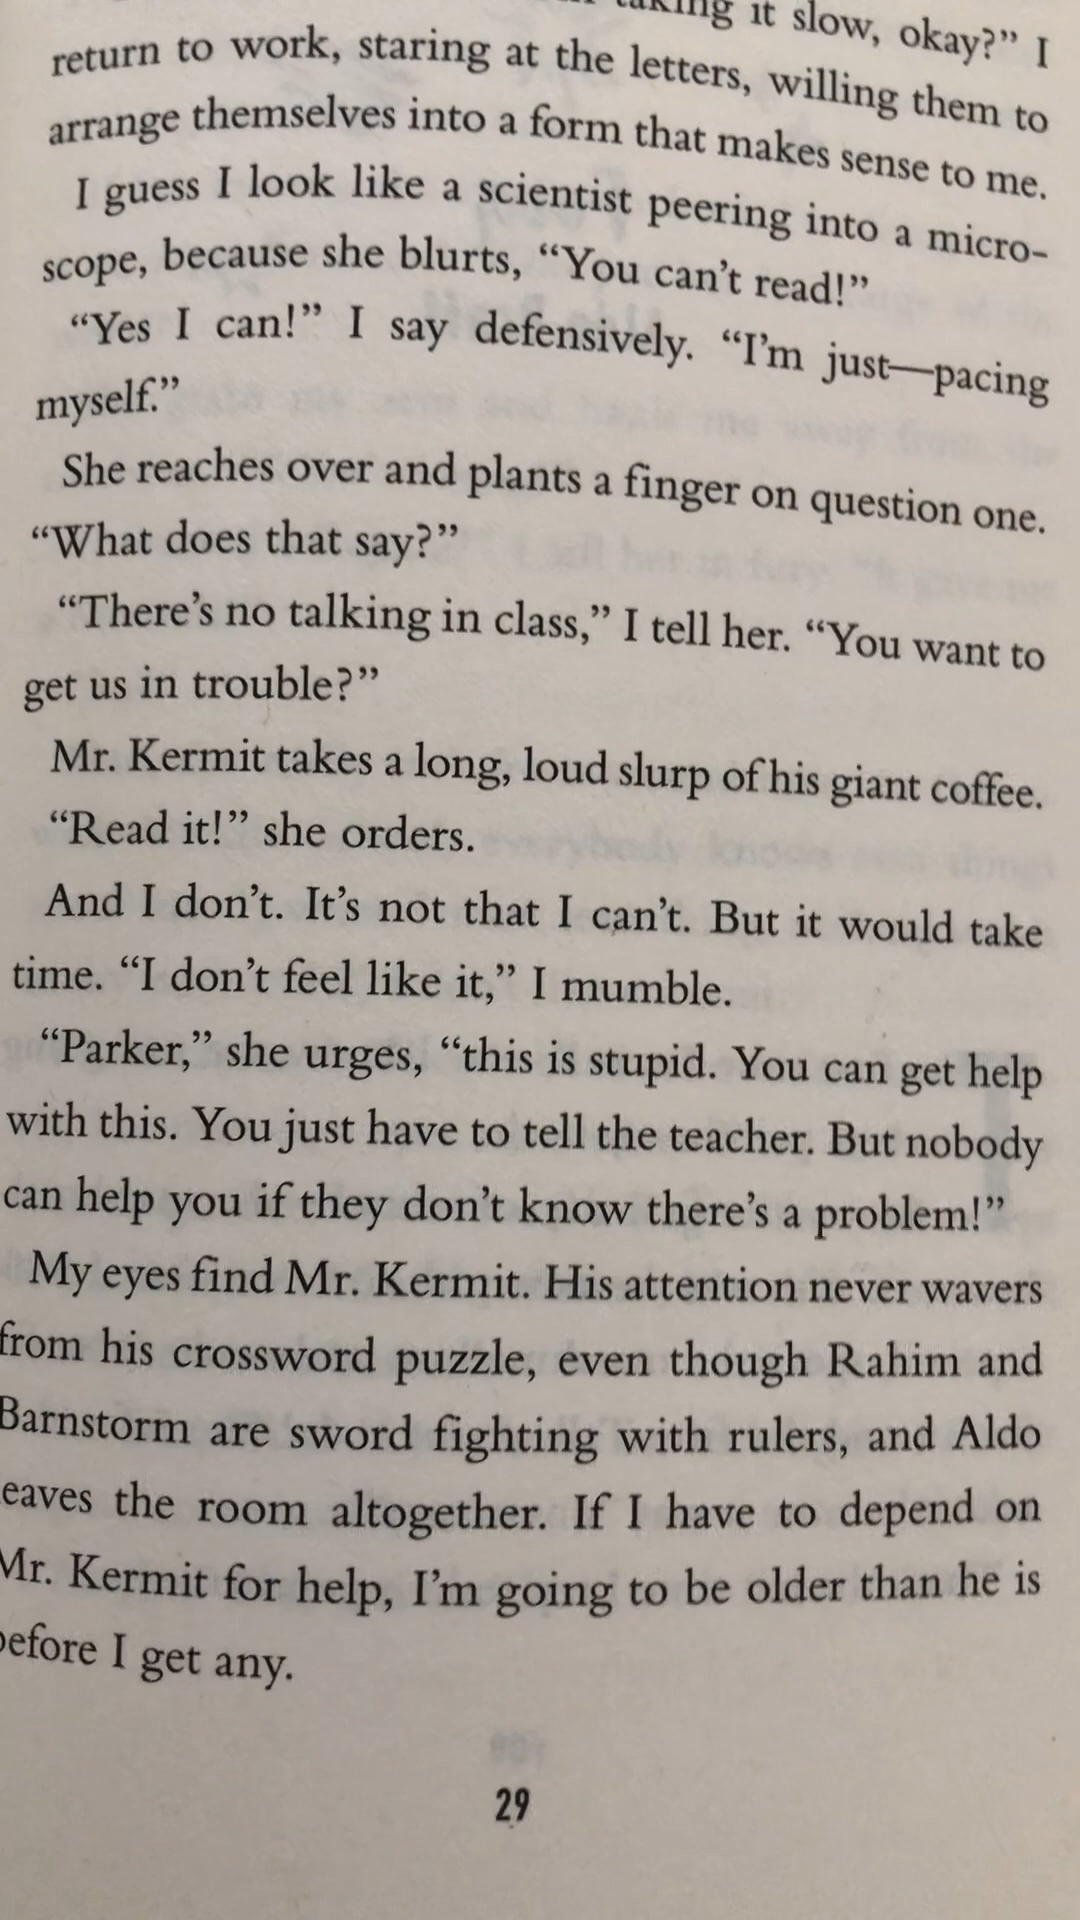 taking it slow, okay?” I
return to work, staring at the letters, willing them to
arrange themselves into a form that makes sense to me.
I guess I look like a scientist peering into a micro-
scope, because she blurts, “You can’t read!”
“Yes I can!” I say defensively. “I’m just—pacing
myself.”
She reaches over and plants a finger on question one.
“What does that say?”
“There’s no talking in class,” I tell her. “You want to
get us in trouble?”
Mr. Kermit takes a long, loud slurp of his giant coffee.
“Read it!” she orders.
And I don’t. It’s not that I can’t. But it would take
time. “I don’t feel like it,” I mumble.
“Parker,” she urges, “this is stupid. You can get help
with this. You just have to tell the teacher. But nobody
can help you if they don’t know there’s a problem!”
My eyes find Mr. Kermit. His attention never wavers
from his crossword puzzle, even though Rahim and
Barnstorm are sword fighting with rulers, and Aldo
eaves the room altogether. If I have to depend on
Mr. Kermit for help, I’m going to be older than he is
before I get any.
29